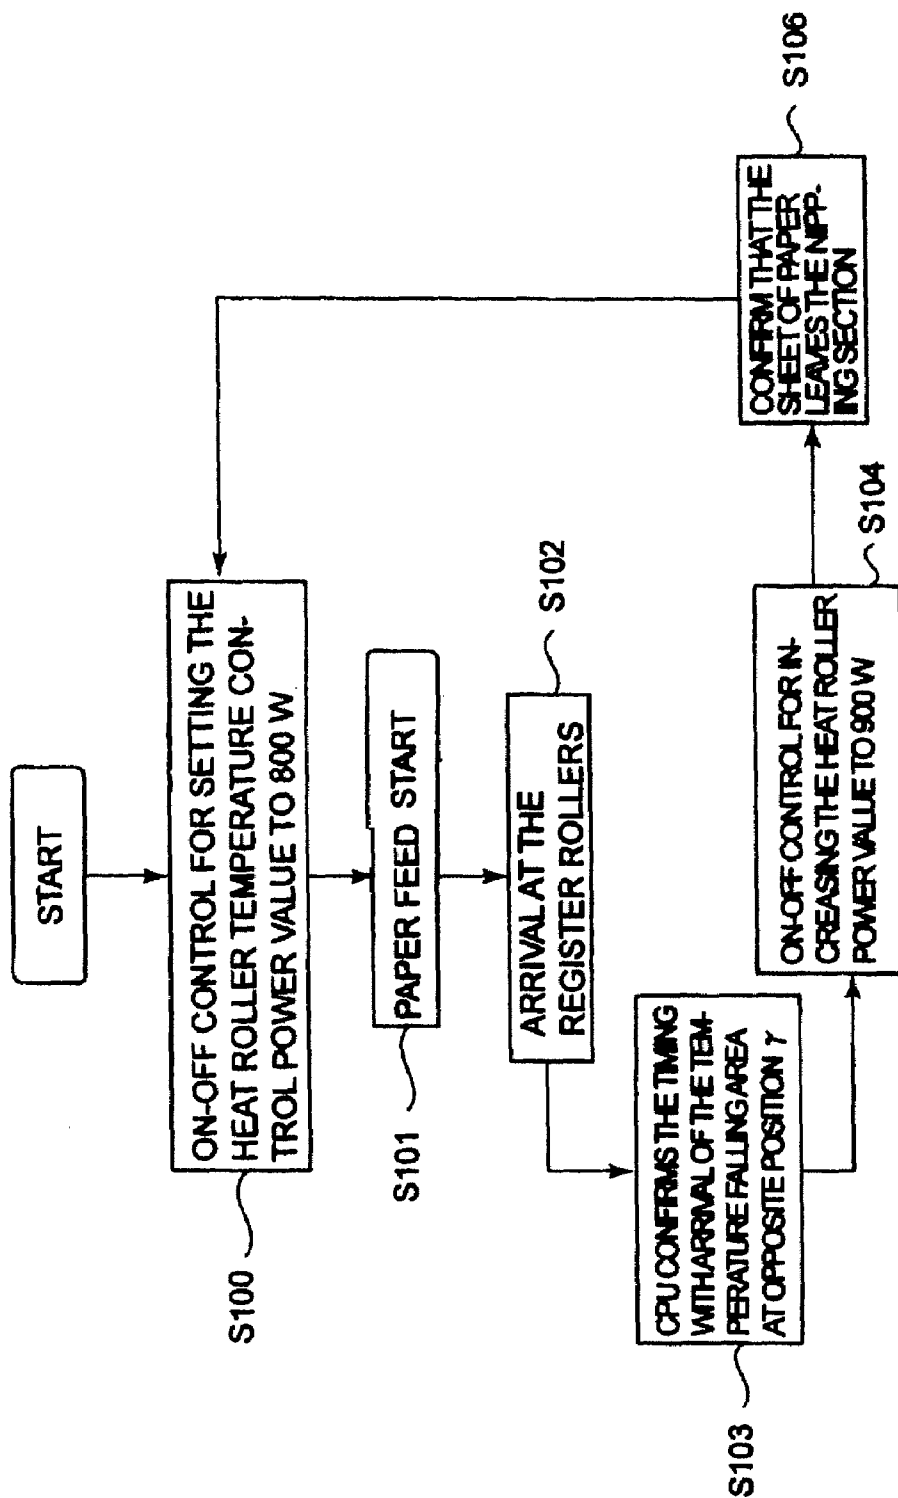 START
ON-OFF CONTROL FOR SETTING THE
HEAT ROLLER TEMPERATURE CON-
TROL POWER VALUE TO 800 W
S100
PAPER FEED START
S101
ARRIVAL AT THE
REGISTER ROLLERS
S102
CPU CONFIRMS THE TIMING
WITH ARRIVAL OF THE TEM-
PERATURE FALLING AREA
AT OPPOSITE POSITION γ
S103
ON-OFF CONTROL FOR IN-
CREASING THE HEAT ROLLER
POWER VALUE TO 900 W
S104
CONFIRM THAT THE
SHEET OF PAPER
LEAVES THE NIPP-
ING SECTION
S106